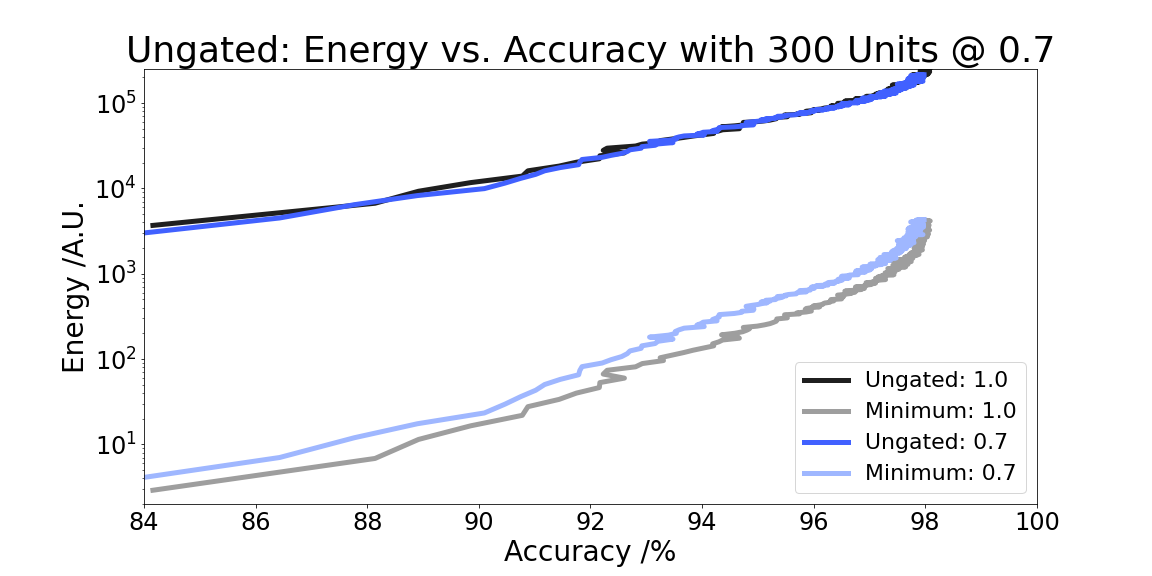 Ungated: Energy vs. Accuracy with 300 Units @ 0.7
10^5
10^4
10^3
10^2
10^1
Energy /A.U.
Ungated: 1.0
Minimum: 1.0
Ungated: 0.7
Minimum: 0.7
84 86 88 90 92 94 96 98 100
Accuracy /%